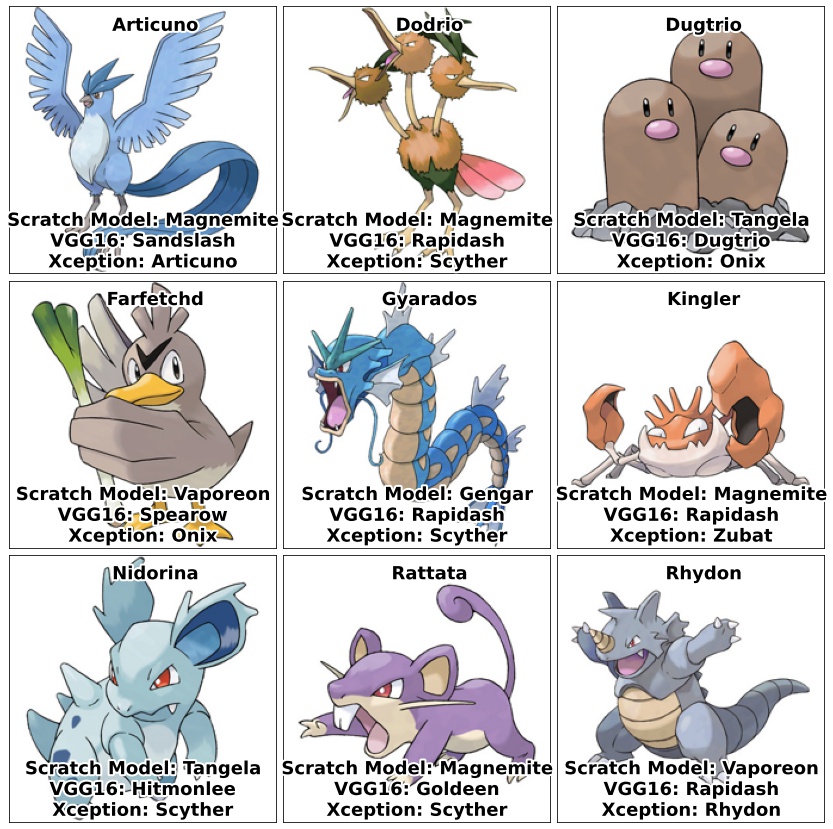 Articuno
Scratch Model: Magnemite
VGG16: Sandslash
Xception: Articuno
Dodrio
Scratch Model: Magnemite
VGG16: Rapidash
Xception: Scyther
Dugtrio
Scratch Model: Tangela
VGG16: Dugtrio
Xception: Onix
Farfetchd
Scratch Model: Vaporeon
VGG16: Spearow
Xception: Onix
Gyarados
Scratch Model: Gengar
VGG16: Rapidash
Xception: Scyther
Kingler
Scratch Model: Magnemite
VGG16: Rapidash
Xception: Zubat
Nidorina
Scratch Model: Tangela
VGG16: Hitmonlee
Xception: Scyther
Rattata
Scratch Model: Magnemite
VGG16: Goldeen
Xception: Scyther
Rhydon
Scratch Model: Vaporeon
VGG16: Rapidash
Xception: Rhydon